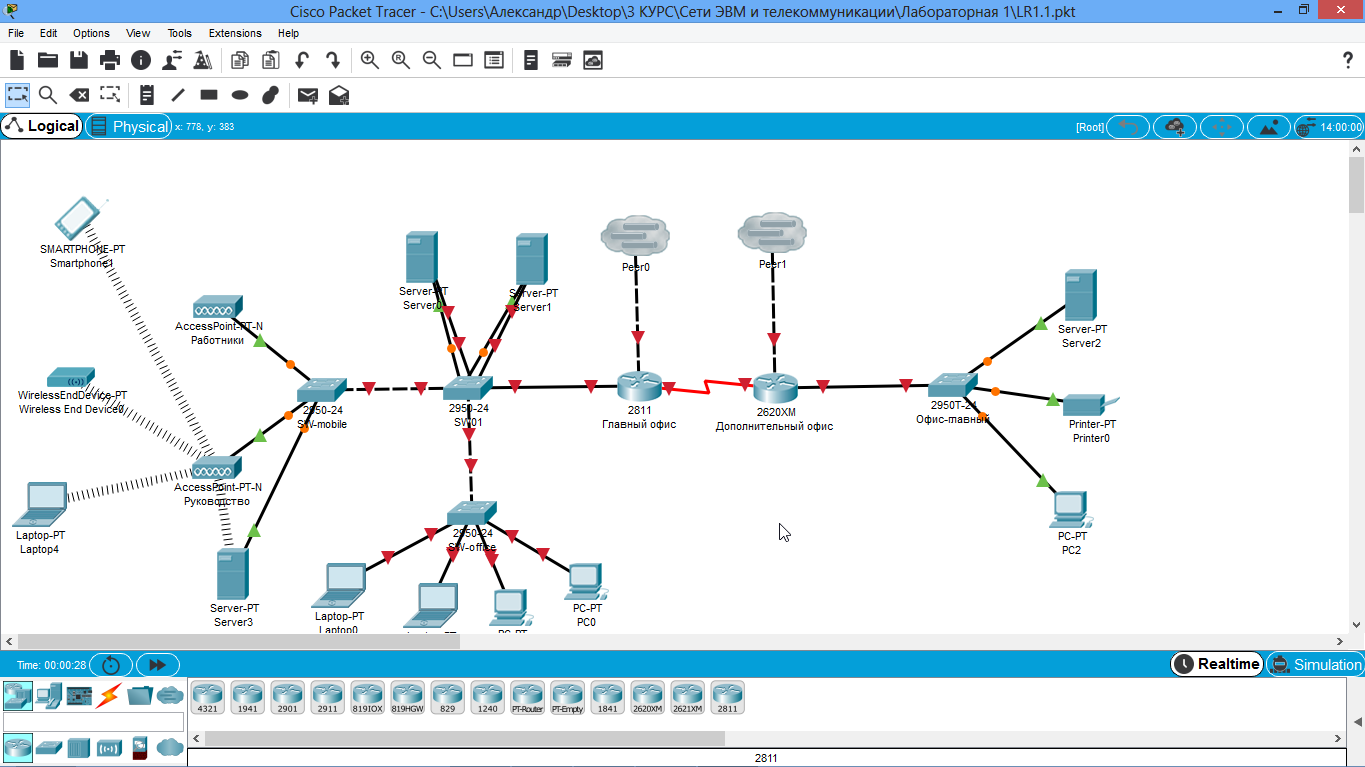 Cisco Packet Tracer - C:\Users\Александр\Desktop\3 КУРС\Сети ЭВМ и телекоммуникации\Лабораторная 1\LR1.1.pkt
File Edit Options View Tools Extensions Help
Logical Physical x: 778, y: 383 [Root] 14:00:00
SMARTPHONE-PT
Smartphone1
AccessPoint-PT-N
Работники
WirelessEndDevice-PT
Wireless End Device0
AccessPoint-PT-N
Руководство
Laptop-PT
Laptop4
Server-PT
Server3
2950-24
SW-mobile
Server-PT
Server0
Server-PT
Server1
2950-24
SW01
2950-24
SW-office
Laptop-PT
Laptop0
PC-PT
PC0
Peer0
Peer1
2811
Главный офис
2620XM
Дополнительный офис
2950T-24
Офис-главный
Server-PT
Server2
Printer-PT
Printer0
PC-PT
PC2
Time: 00:00:28 Realtime Simulation
4321 1941 2901 2911 819IOX 819HGW 829 1240 PT-Router PT-Empty 1841 2620XM 2621XM 2811
2811